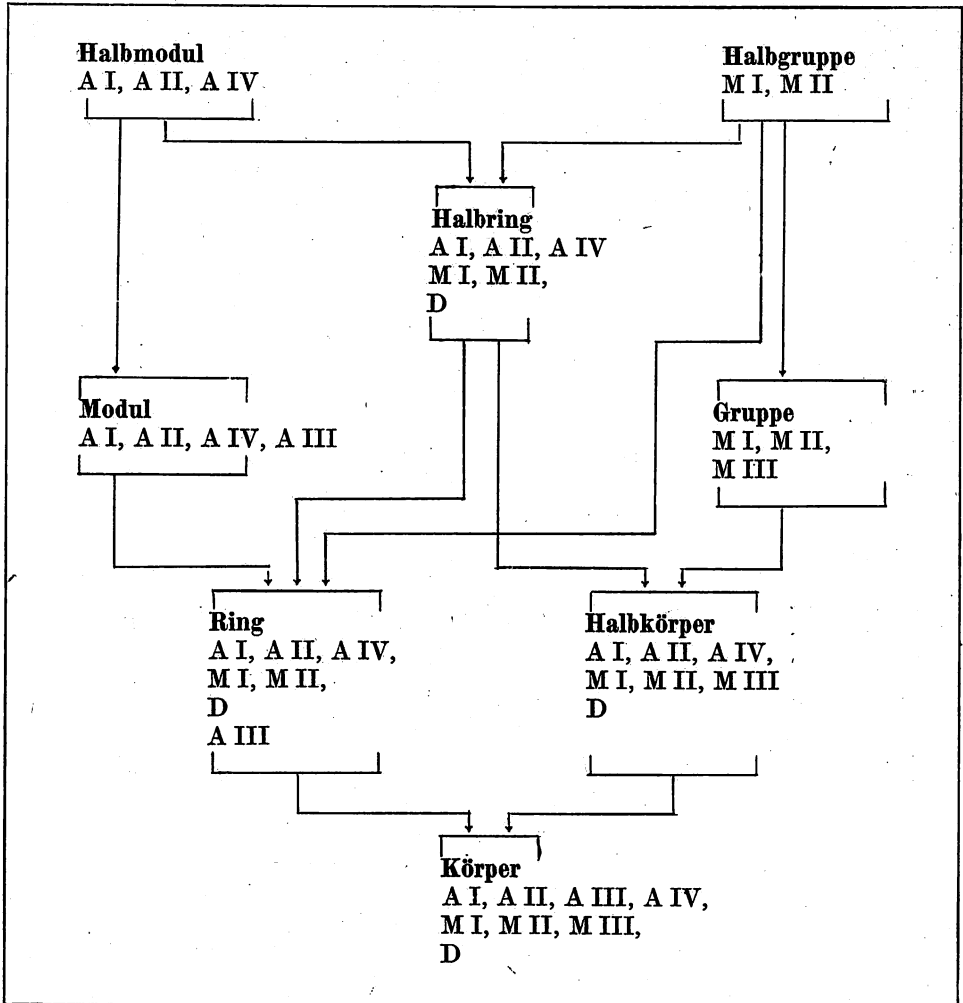 Halbmodul
A I, A II, A IV
Halbgruppe
M I, M II
Halbring
A I, A II, A IV
M I, M II,
D
Modul
A I, A II, A IV, A III
Gruppe
M I, M II,
M III
Ring
A I, A II, A IV,
M I, M II,
D
A III
Halbkörper
A I, A II, A IV,
M I, M II, M III
D
Körper
A I, A II, A III, A IV,
M I, M II, M III,
D